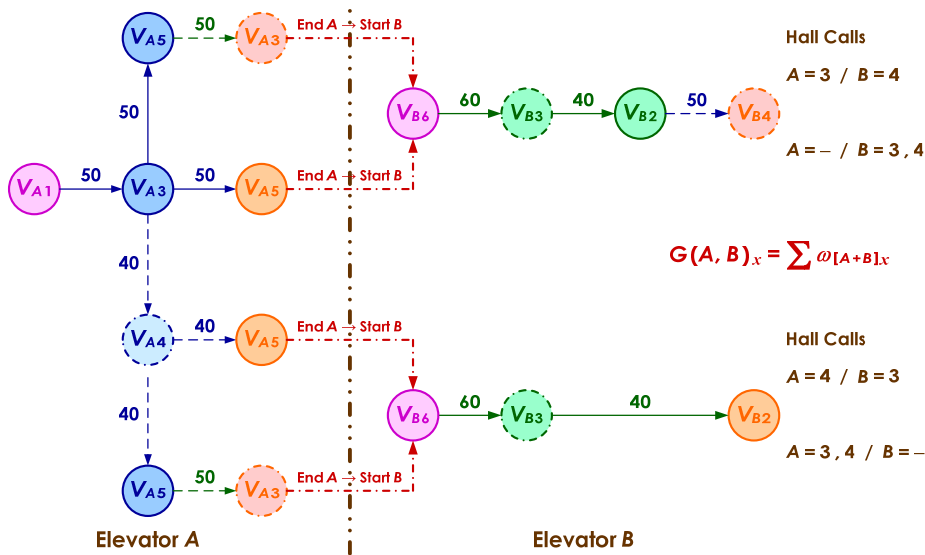 50
End A → Start B
V_A5
V_A3
Hall Calls
A = 3 / B = 4
50
60
40
50
V_B6
V_B3
V_B2
V_B4
A = – / B = 3 , 4
50
50
End A → Start B
V_A1
V_A3
V_A5
G(A, B)_x = ∑ ω_[A+B]x
40
End A → Start B
40
V_A4
V_A5
Hall Calls
A = 4 / B = 3
40
60
40
V_B6
V_B3
V_B2
A = 3 , 4 / B = –
50
End A → Start B
V_A5
V_A3
Elevator A
Elevator B